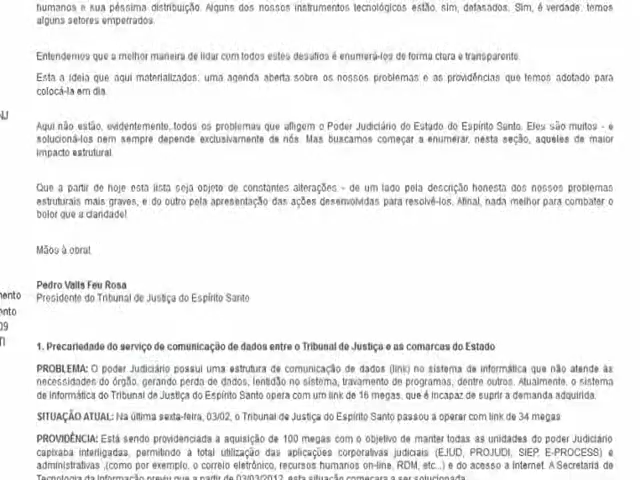 humanos e sua péssima distribuição. Alguns dos nossos instrumentos tecnológicos estão, sim, defasados. Sim, é verdade, temos
alguns setores emperrados.
Entendemos que a melhor maneira de lidar com todos estes desafios é enumerá-los de forma clara e transparente.
Esta a ideia que aqui materializados: uma agenda aberta sobre os nossos problemas e as providências que temos adotado para
colocá-la em dia.
NJ
Aqui não estão, evidentemente, todos os problemas que afligem o Poder Judiciário do Estado do Espírito Santo. Eles são muitos - e
solucioná-los nem sempre depende exclusivamente de nós. Mas buscamos começar a enumerar, nesta seção, aqueles de maior
impacto estrutural.
Que a partir de hoje esta lista seja objeto de constantes alterações - de um lado pela descrição honesta dos nossos problemas
estruturais mais graves, e do outro pela apresentação das ações desenvolvidas para resolvê-los. Afinal, nada melhor para combater o
bolor que a claridade!
Mãos à obra!
Pedro Valls Feu Rosa
mento
Presidente do Tribunal de Justiça do Espírito Santo
ento
09
TI
1. Precariedade do serviço de comunicação de dados entre o Tribunal de Justiça e as comarcas do Estado
PROBLEMA: O poder Judiciário possui uma estrutura de comunicação de dados (link) no sistema de informática que não atende às
necessidades do órgão, gerando perda de dados, lentidão no sistema, travamento de programas, dentre outros. Atualmente, o sistema
de informática do Tribunal de Justiça do Espírito Santo opera com um link de 16 megas, que é incapaz de suprir a demanda adquirida.
SITUAÇÃO ATUAL: Na última sexta-feira, 03/02, o Tribunal de Justiça do Espírito Santo passou a operar com link de 34 megas
PROVIDÊNCIA: Está sendo providenciada a aquisição de 100 megas com o objetivo de manter todas as unidades do poder Judiciário
capixaba interligadas, permitindo a total utilização das aplicações corporativas judiciais (EJUD, PROJUDI, SIEP, E-PROCESS) e
administrativas ,(como por exemplo, o correio eletrônico, recursos humanos on-line, RDM, etc...) e do acesso a Internet. A Secretaria de
Tecnologia da Informação previu que a partir de 03/03/2012, esta situação começará a ser solucionada.